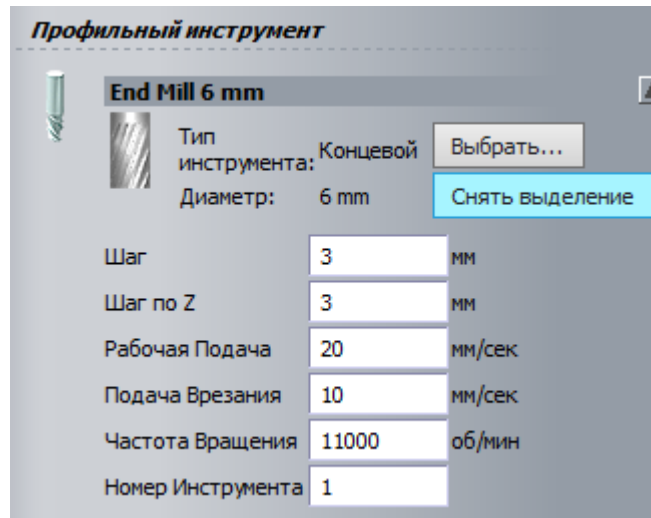 Профильный инструмент
End Mill 6 mm
Тип инструмента: Концевой Выбрать...
Диаметр: 6 mm Снять выделение
Шаг 3 мм
Шаг по Z 3 мм
Рабочая Подача 20 мм/сек
Подача Врезания 10 мм/сек
Частота Вращения 11000 об/мин
Номер Инструмента 1